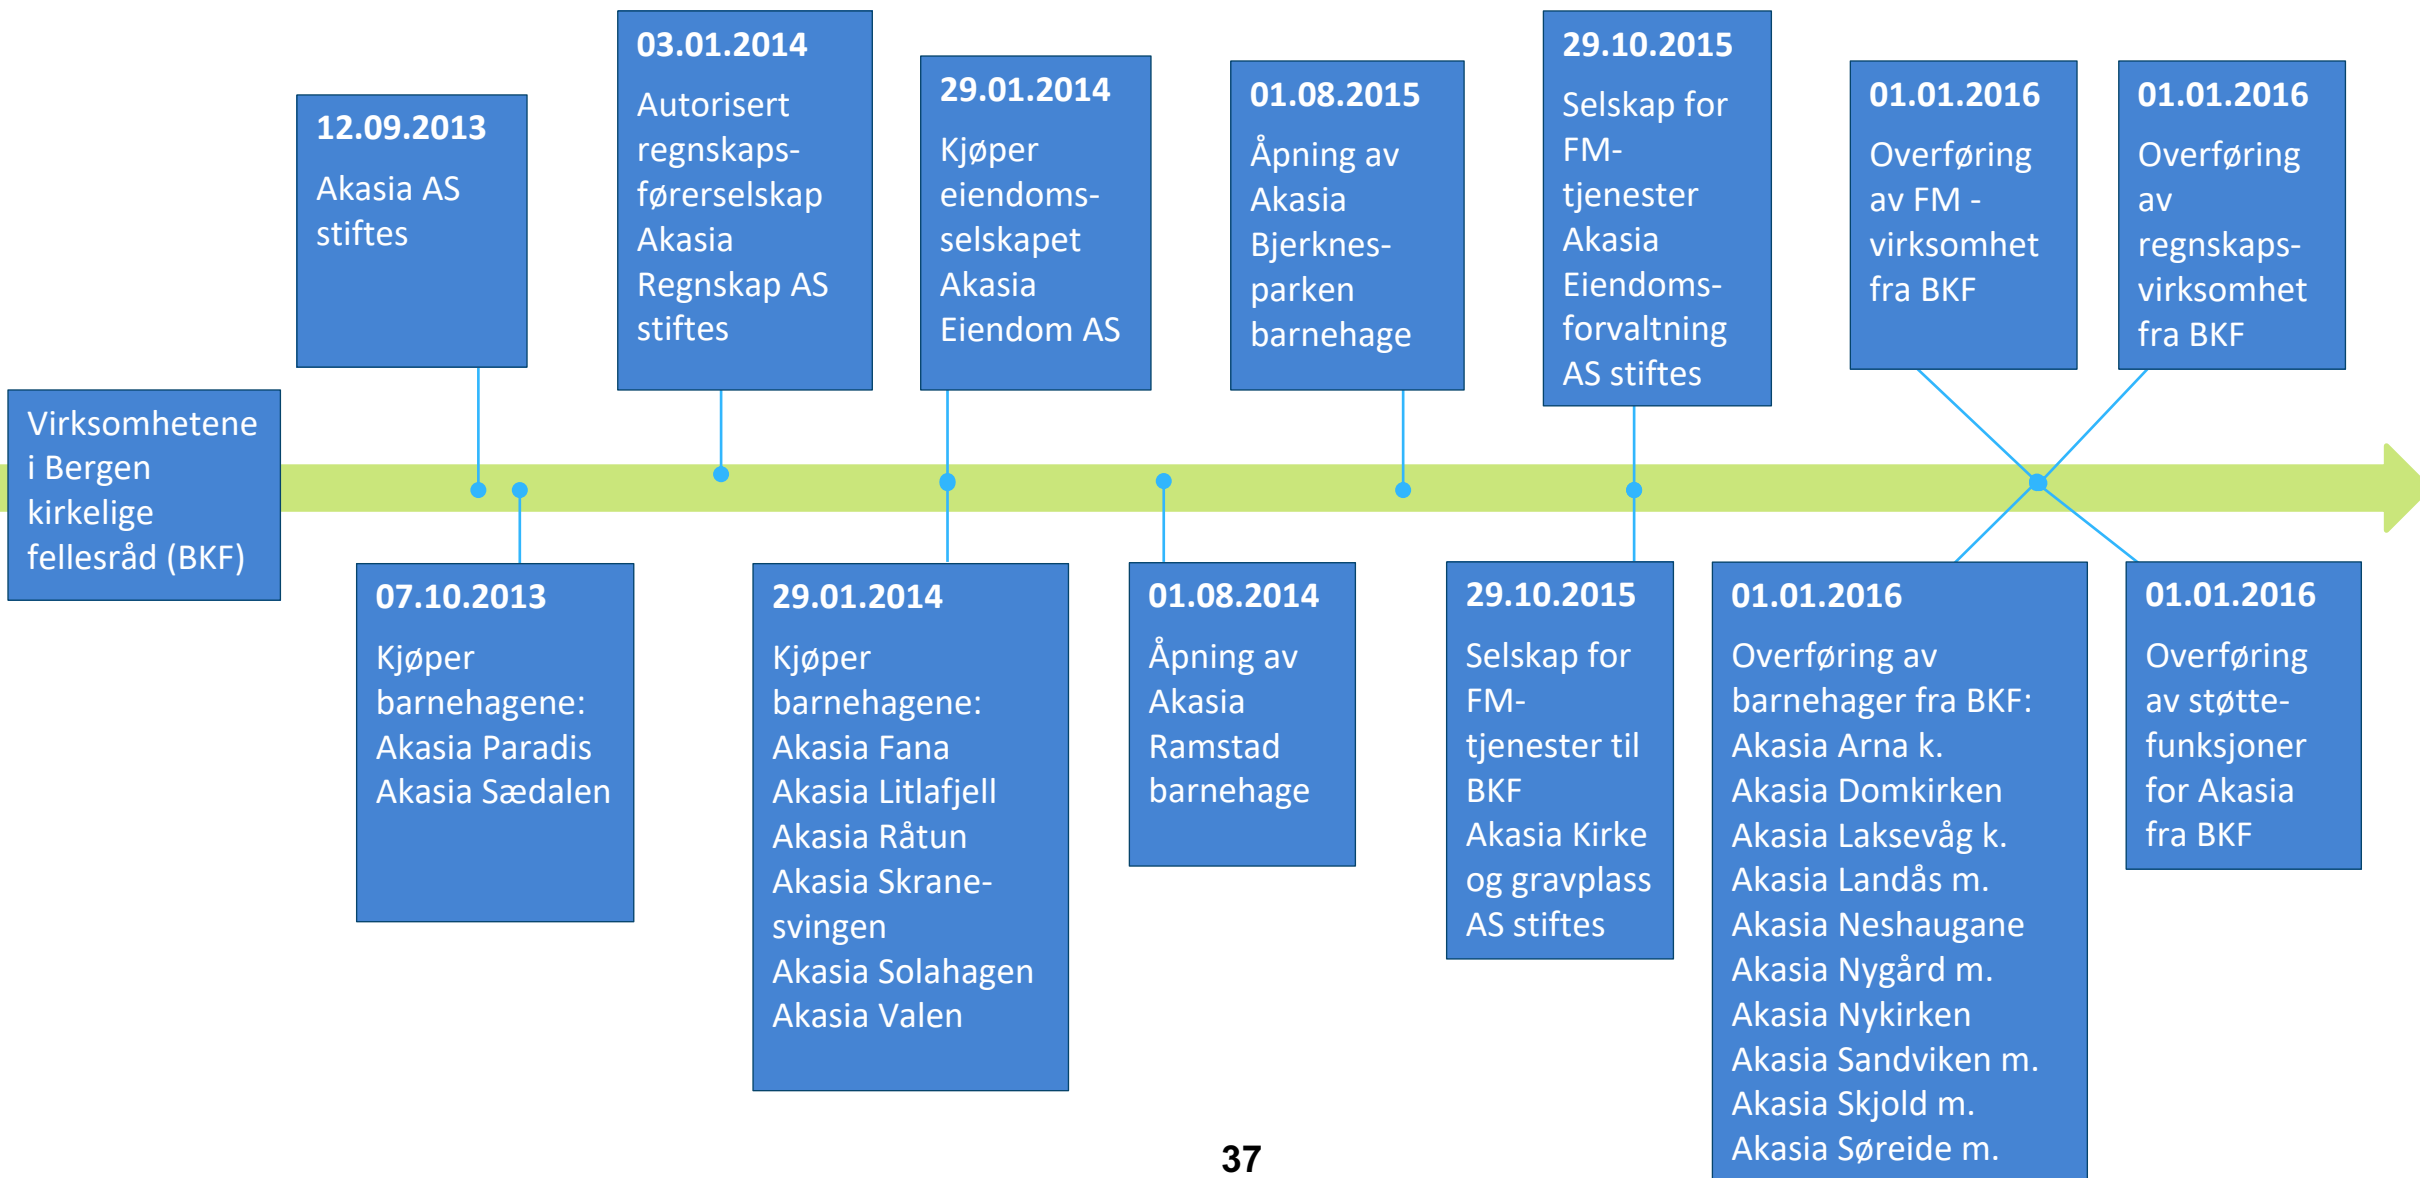 Virksomhetene
i Bergen
kirkelige
fellesråd (BKF)
12.09.2013
Akasia AS
stiftes
07.10.2013
Kjøper
barnehagene:
Akasia Paradis
Akasia Sædalen
03.01.2014
Autorisert
regnskaps-
førerselskap
Akasia
Regnskap AS
stiftes
29.01.2014
Kjøper
eiendoms-
selskapet
Akasia
Eiendom AS
29.01.2014
Kjøper
barnehagene:
Akasia Fana
Akasia Litlafjell
Akasia Råtun
Akasia Skrane-
svingen
Akasia Solahagen
Akasia Valen
01.08.2014
Åpning av
Akasia
Ramstad
barnehage
01.08.2015
Åpning av
Akasia
Bjerknes-
parken
barnehage
29.10.2015
Selskap for
FM-
tjenester
Akasia
Eiendoms-
forvaltning
AS stiftes
29.10.2015
Selskap for
FM-
tjenester til
BKF
Akasia Kirke
og gravplass
AS stiftes
01.01.2016
Overføring
av FM -
virksomhet
fra BKF
01.01.2016
Overføring
av
regnskaps-
virksomhet
fra BKF
01.01.2016
Overføring av
barnehager fra BKF:
Akasia Arna k.
Akasia Domkirken
Akasia Laksevåg k.
Akasia Landås m.
Akasia Neshaugane
Akasia Nygård m.
Akasia Nykirken
Akasia Sandviken m.
Akasia Skjold m.
Akasia Søreide m.
01.01.2016
Overføring
av støtte-
funksjoner
for Akasia
fra BKF
37